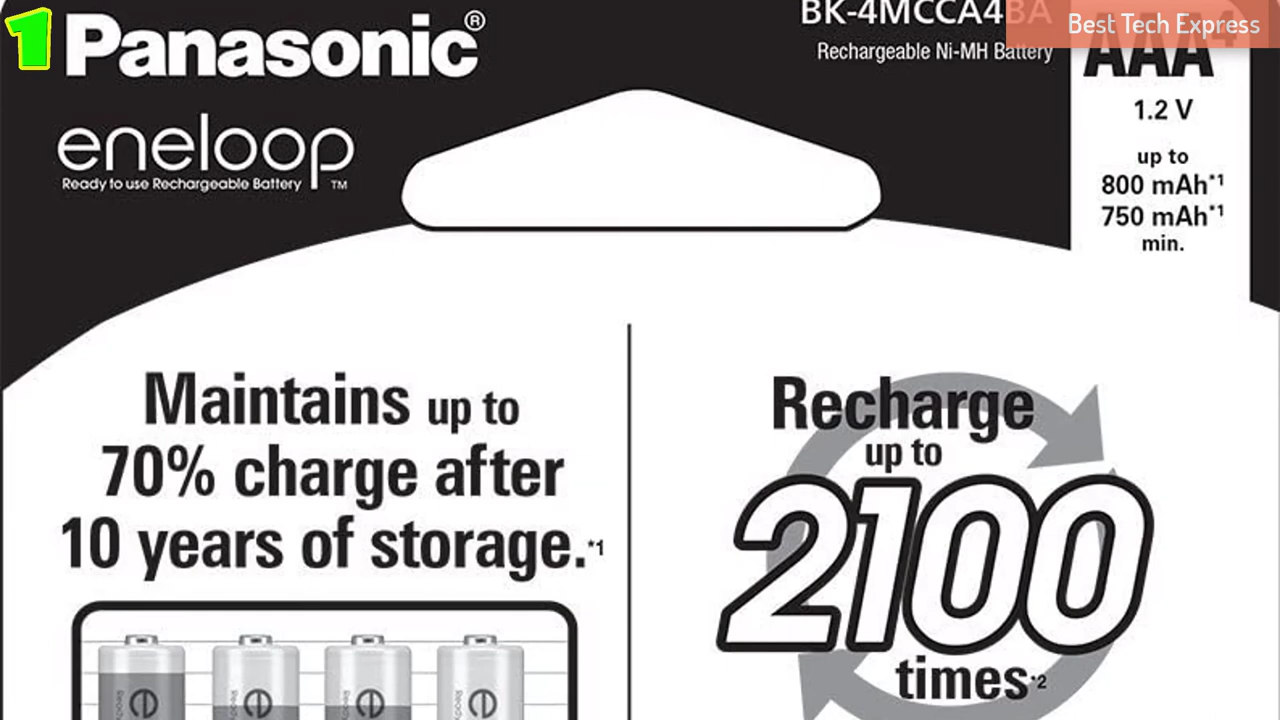 1
Panasonic®
BK-4MCCA4BA
Best Tech Express
Rechargeable Ni-MH Battery
AAA4
eneloop
Ready to use Rechargeable Battery ™
1.2 V
up to
800 mAh*1
750 mAh*1
min.
Maintains up to
70% charge after
10 years of storage.*1
Recharge
up to
2100
times*2
e e e e